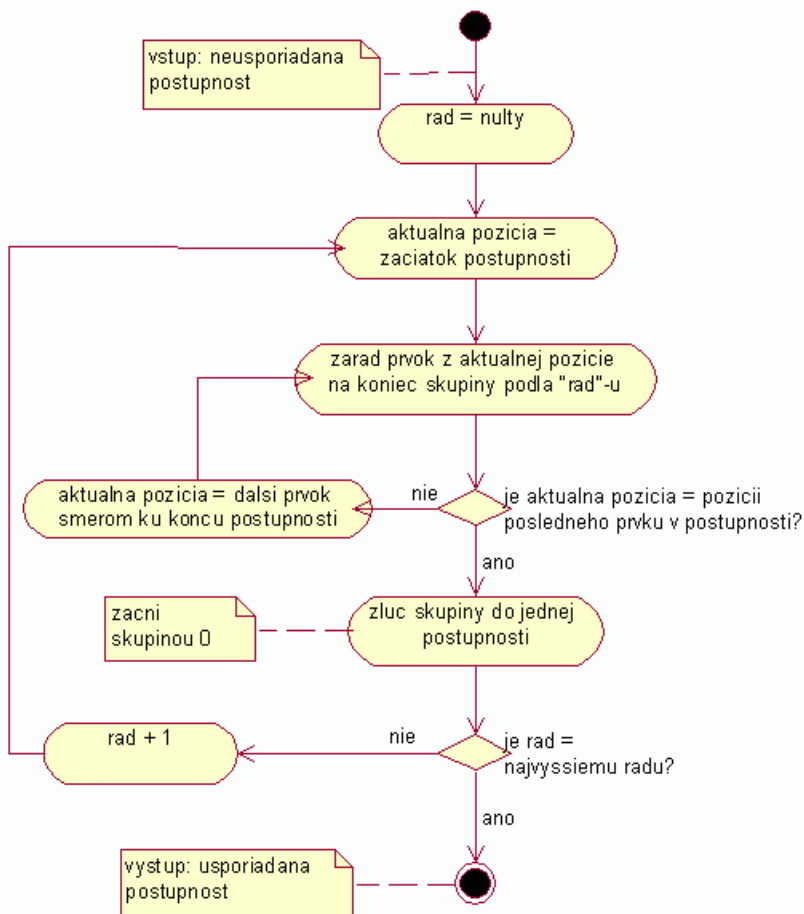 vstup: neusporiadana
postupnost
rad = nulty
aktualna pozicia =
zaciatok postupnosti
zarad prvok z aktualnej pozicie
na koniec skupiny podla "rad"-u
aktualna pozicia = dalsi prvok
smerom ku koncu postupnosti
nie
je aktualna pozicia = pozicii
posledneho prvku v postupnosti?
ano
zacni
skupinou 0
zluc skupiny do jednej
postupnosti
rad + 1
nie
je rad =
najvyssiemu radu?
ano
vystup: usporiadana
postupnost